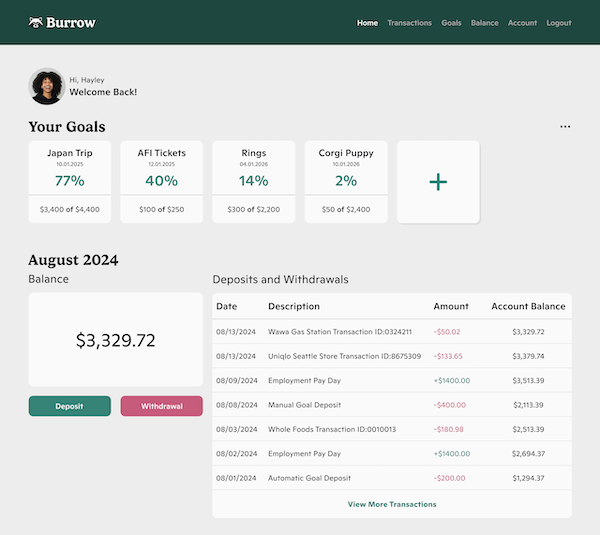 Burrow
Home Transactions Goals Balance Account Logout
Hi, Hayley
Welcome Back!
Your Goals
...
Japan Trip
10.01.2025
77%
$3,400 of $4,400
AFI Tickets
12.01.2025
40%
$100 of $250
Rings
04.01.2026
14%
$300 of $2,200
Corgi Puppy
10.01.2026
2%
$50 of $2,400
+
August 2024
Balance
$3,329.72
Deposit Withdrawal
Deposits and Withdrawals
Date Description Amount Account Balance
08/13/2024 Wawa Gas Station Transaction ID:0324211 -$50.02 $3,329.72
08/13/2024 Uniqlo Seattle Store Transaction ID:8675309 -$133.65 $3,379.74
08/09/2024 Employment Pay Day +$1400.00 $3,513.39
08/08/2024 Manual Goal Deposit -$400.00 $2,113.39
08/03/2024 Whole Foods Transaction ID:0010013 -$180.98 $2,513.39
08/02/2024 Employment Pay Day +$1400.00 $2,694.37
08/01/2024 Automatic Goal Deposit -$200.00 $1,294.37
View More Transactions